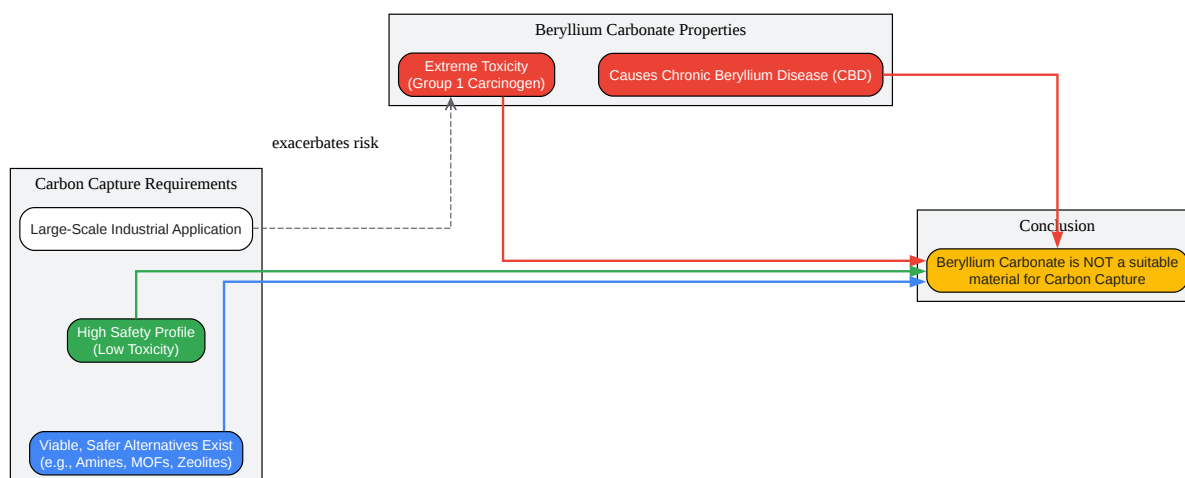 Beryllium Carbonate Properties
Extreme Toxicity
(Group 1 Carcinogen)
Causes Chronic Beryllium Disease (CBD)
exacerbates risk
Carbon Capture Requirements
Large-Scale Industrial Application
High Safety Profile
(Low Toxicity)
Viable, Safer Alternatives Exist
(e.g., Amines, MOFs, Zeolites)
Conclusion
Beryllium Carbonate is NOT a suitable
material for Carbon Capture